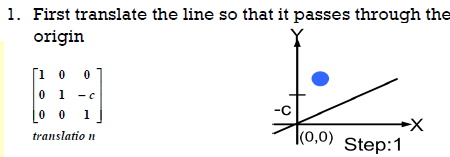 1. First translate the line so that it passes through the
origin
Y
1 0 0
0 1 -c
0 0 1
translatio n
-C
X
(0,0)
Step:1